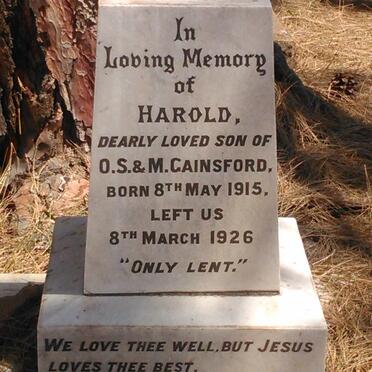 In
Loving Memory
of
HAROLD,
DEARLY LOVED SON OF
O.S.& M.GAINSFORD,
BORN 8TH MAY 1915,
LEFT US
8TH MARCH 1926
"ONLY LENT."
WE LOVE THEE WELL, BUT JESUS
LOVES THEE BEST.